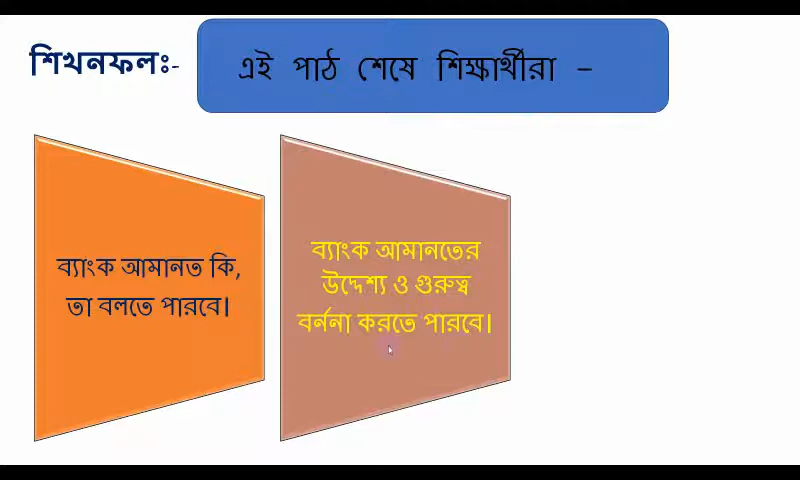 শিখনফলঃ- এই পাঠ শেষে শিক্ষার্থীরা –
ব্যাংক আমানত কি,
তা বলতে পারবে।
ব্যাংক আমানতের
উদ্দেশ্য ও গুরুত্ব
বর্ননা করতে পারবে।